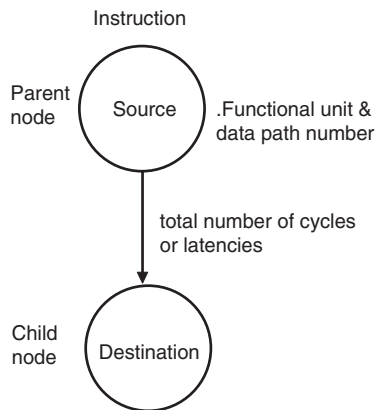 Instruction
Parent
node
Source
.Functional unit &
data path number
total number of cycles
or latencies
Child
node
Destination